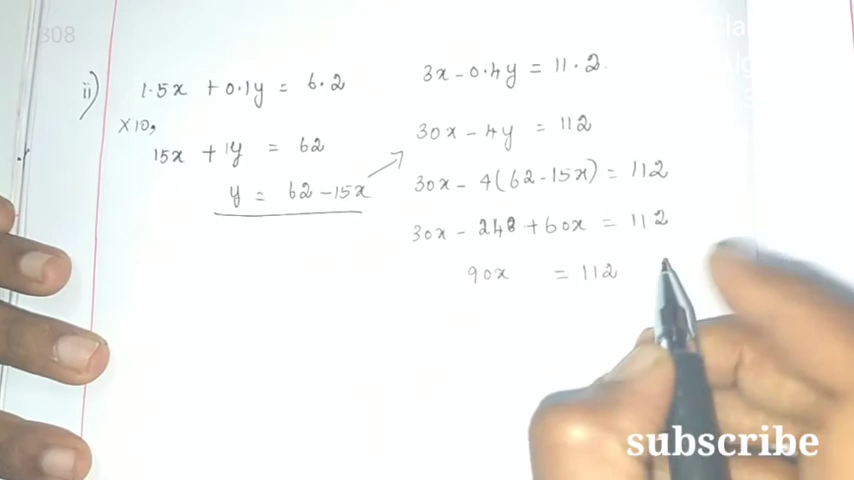 808
ii) 1.5x + 0.1y = 6.2
×10,
15x + 1y = 62
y = 62 - 15x
3x - 0.4y = 11.2.
30x - 4y = 112
30x - 4(62 - 15x) = 112
30x - 248 + 60x = 112
90x = 112
subscribe